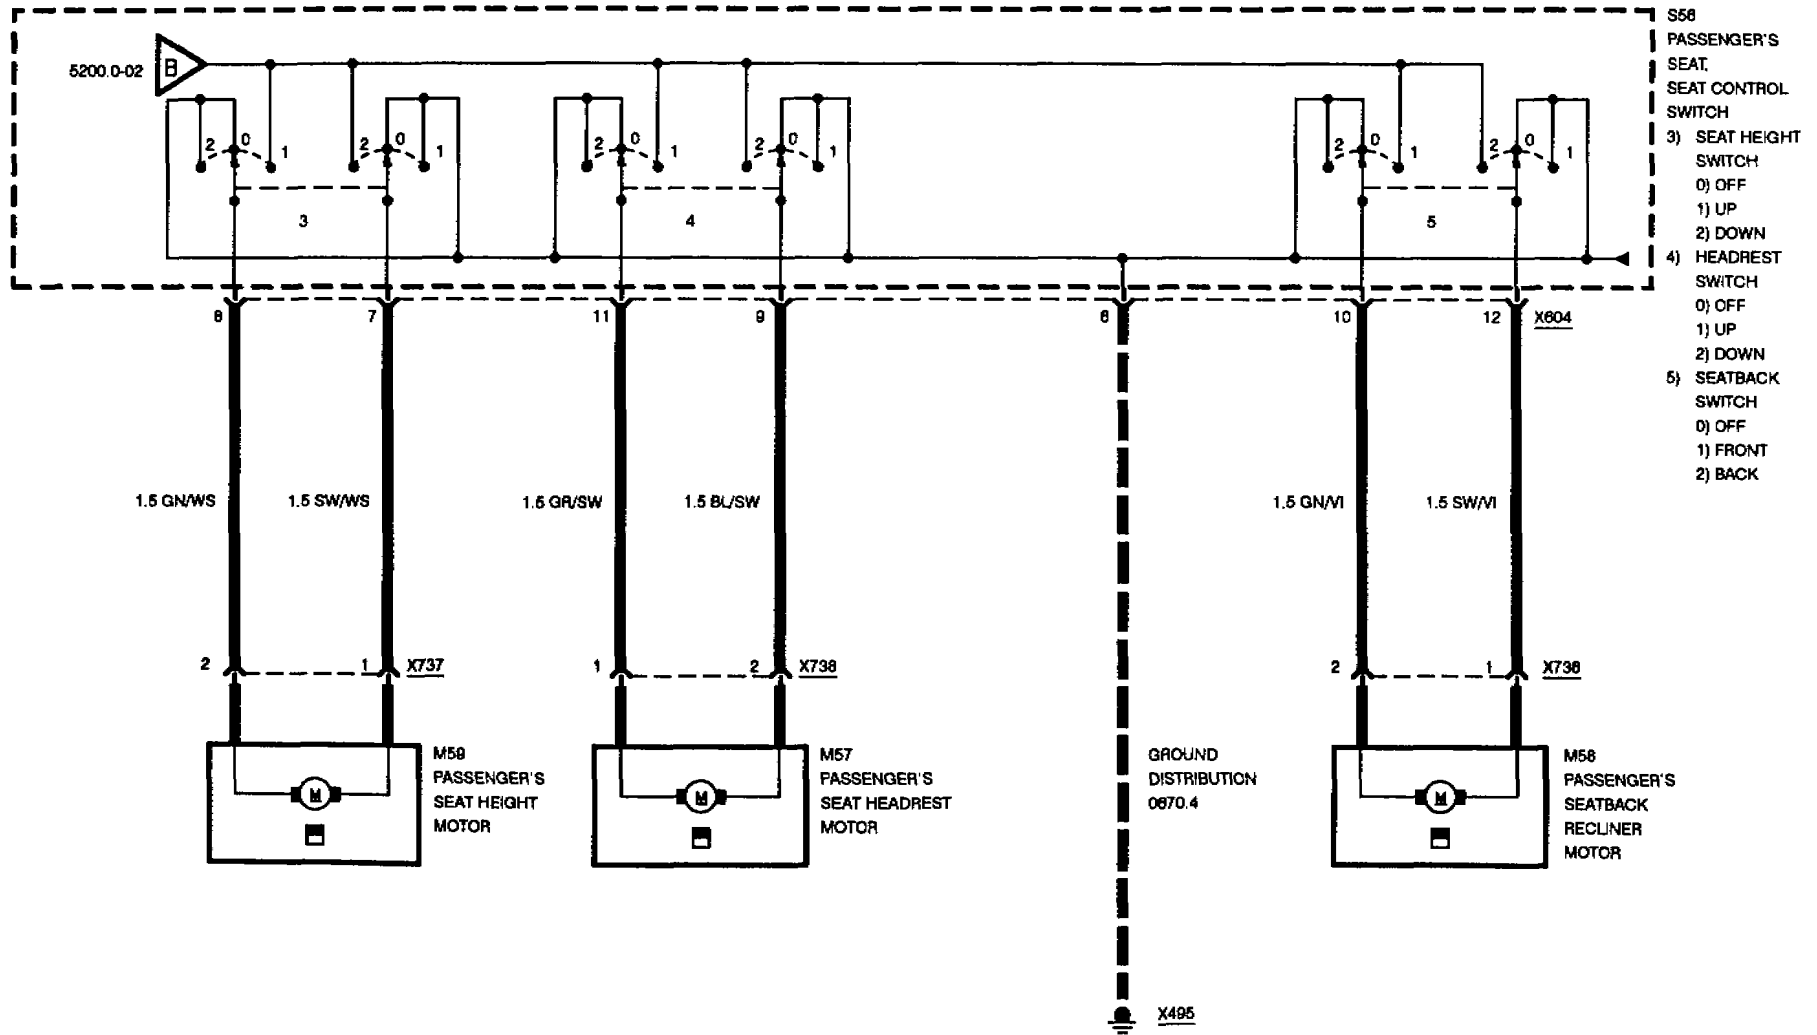 S56
PASSENGER'S
SEAT,
SEAT CONTROL
SWITCH
3) SEAT HEIGHT
SWITCH
0) OFF
1) UP
2) DOWN
4) HEADREST
SWITCH
0) OFF
1) UP
2) DOWN
5) SEATBACK
SWITCH
0) OFF
1) FRONT
2) BACK
5200.0-02 B
2 0 1 2 0 1 2 0 1 2 0 1 2 0 1 2 0 1
3 4 5
8 7 11 9 6 10 12 X604
1.5 GN/WS 1.5 SW/WS 1.5 GR/SW 1.5 BL/SW 1.5 GN/VI 1.5 SW/VI
2 1 X737 1 2 X738 2 1 X736
M59
PASSENGER'S
SEAT HEIGHT
MOTOR
M
M57
PASSENGER'S
SEAT HEADREST
MOTOR
M
GROUND
DISTRIBUTION
0670.4
M58
PASSENGER'S
SEATBACK
RECLINER
MOTOR
M
X495